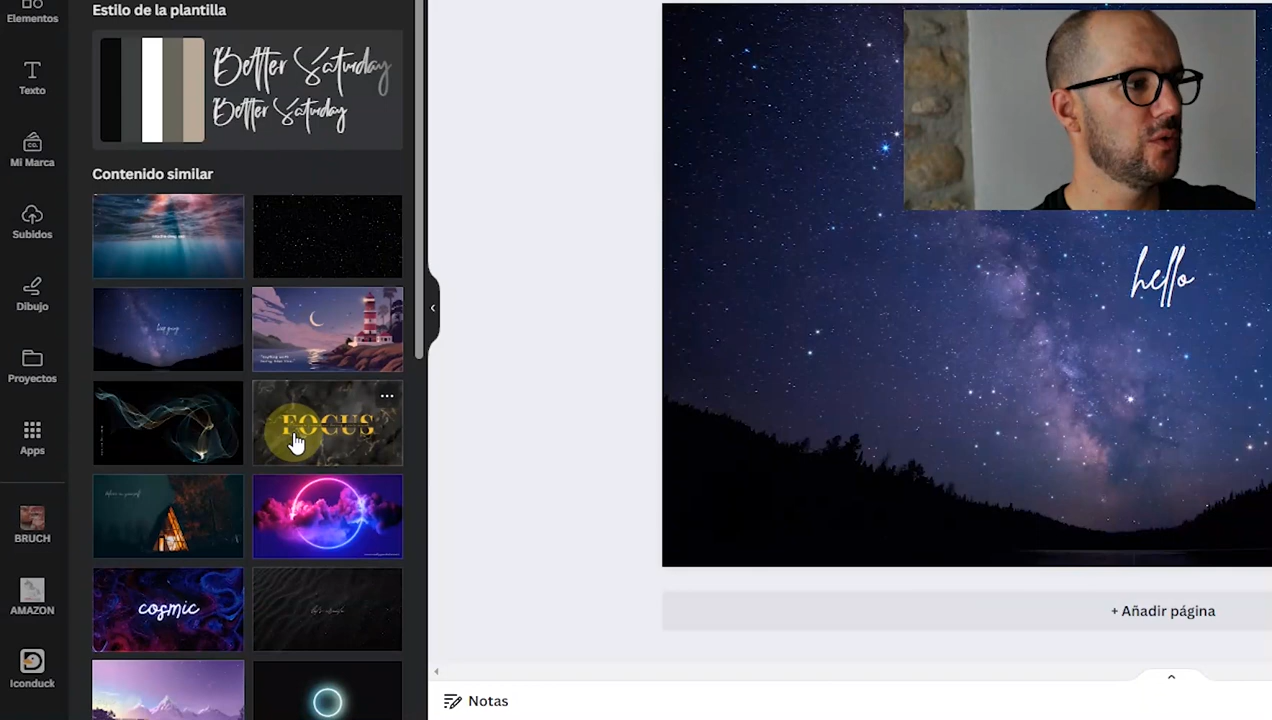 Elementos
Texto
Mi Marca
Subidos
Dibujo
Proyectos
Apps
BRUCH
AMAZON
Iconduck
Estilo de la plantilla
Better Saturday
Better Saturday
Contenido similar
FOCUS
cosmic
hello
+ Añadir página
Notas